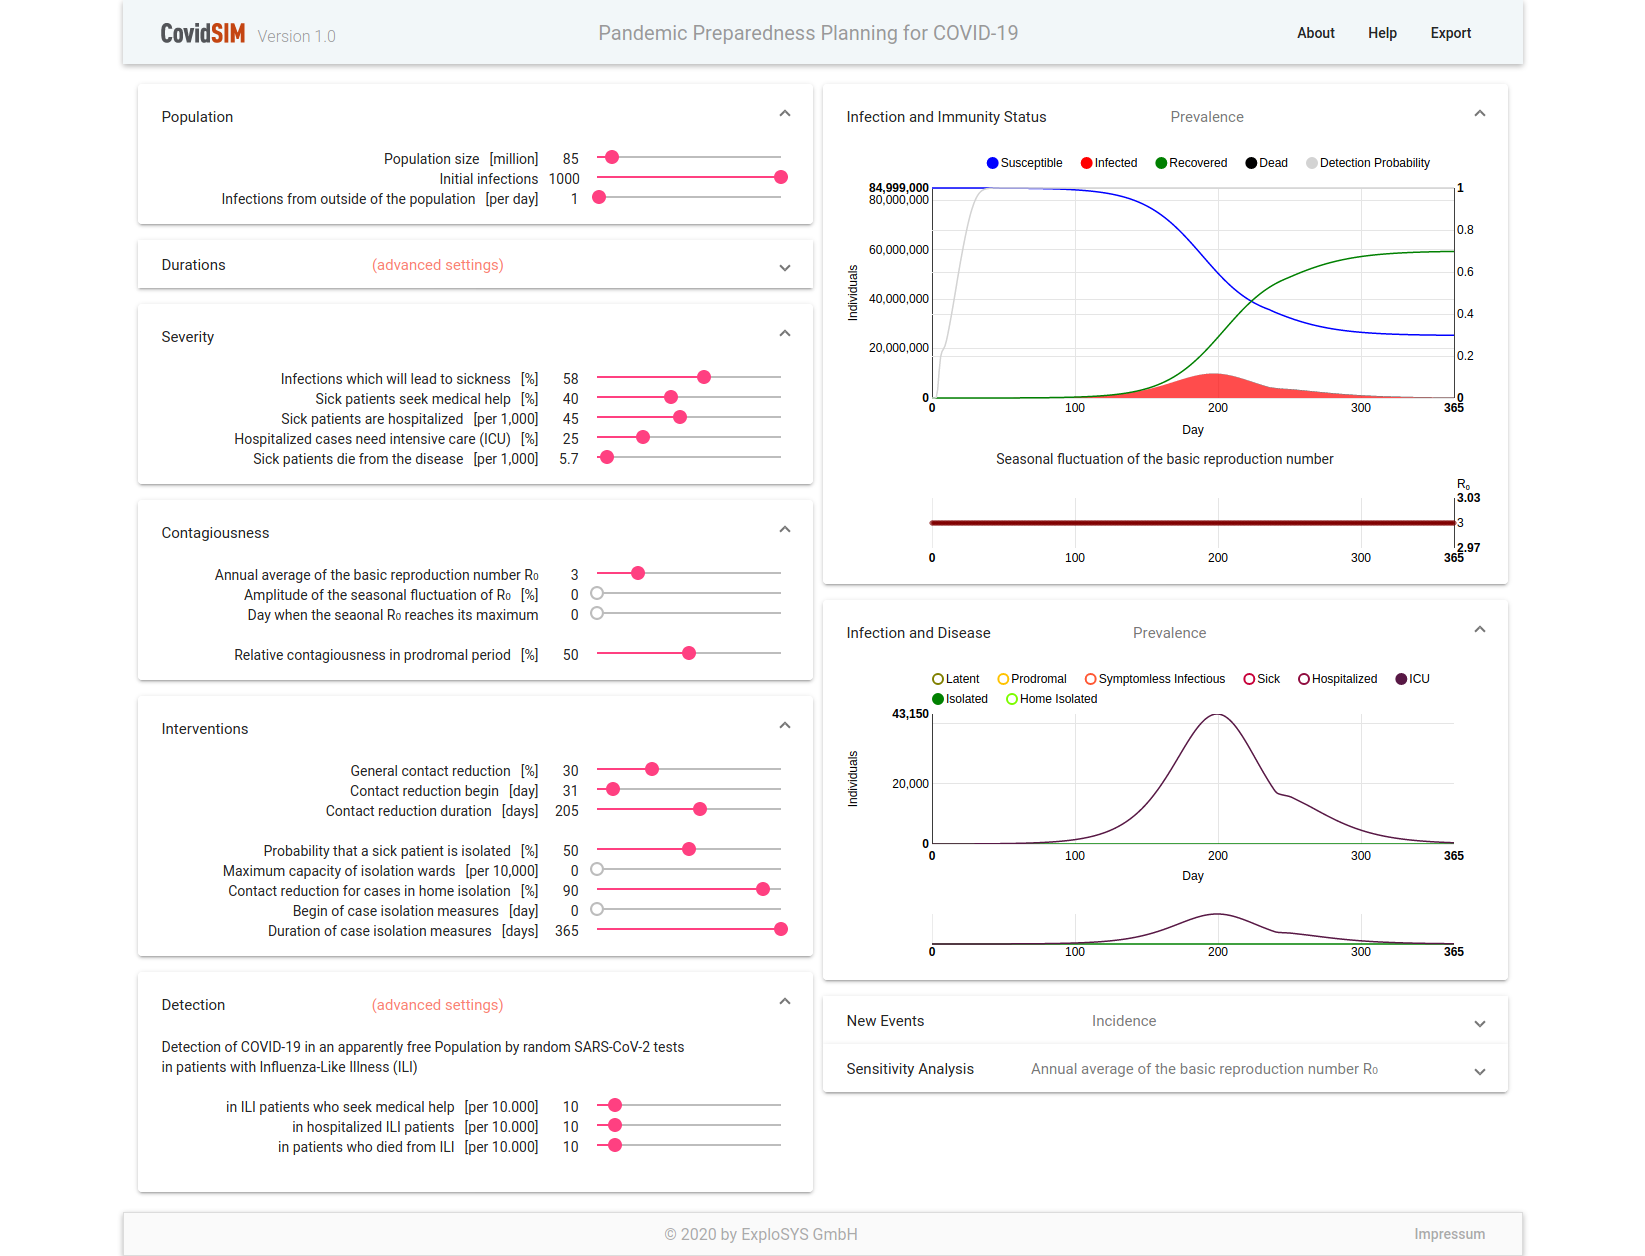 CovidSIM Version 1.0
Pandemic Preparedness Planning for COVID-19
About Help Export
Population
Population size [million] 85
Initial infections 1000
Infections from outside of the population [per day] 1
Durations (advanced settings)
Severity
Infections which will lead to sickness [%] 58
Sick patients seek medical help [%] 40
Sick patients are hospitalized [per 1,000] 45
Hospitalized cases need intensive care (ICU) [%] 25
Sick patients die from the disease [per 1,000] 5.7
Contagiousness
Annual average of the basic reproduction number R₀ 3
Amplitude of the seasonal fluctuation of R₀ [%] 0
Day when the seaonal R₀ reaches its maximum 0
Relative contagiousness in prodromal period [%] 50
Interventions
General contact reduction [%] 30
Contact reduction begin [day] 31
Contact reduction duration [days] 205
Probability that a sick patient is isolated [%] 50
Maximum capacity of isolation wards [per 10,000] 0
Contact reduction for cases in home isolation [%] 90
Begin of case isolation measures [day] 0
Duration of case isolation measures [days] 365
Detection (advanced settings)
Detection of COVID-19 in an apparently free Population by random SARS-CoV-2 tests
in patients with Influenza-Like Illness (ILI)
in ILI patients who seek medical help [per 10.000] 10
in hospitalized ILI patients [per 10.000] 10
in patients who died from ILI [per 10.000] 10
Infection and Immunity Status Prevalence
Susceptible Infected Recovered Dead Detection Probability
84,999,000 1
80,000,000
0.8
60,000,000
0.6
40,000,000
0.4
20,000,000
0.2
0 0
Individuals
0 100 200 300 365
Day
Seasonal fluctuation of the basic reproduction number
R₀
3.03
3
2.97
0 100 200 300 365
Infection and Disease Prevalence
Latent Prodromal Symptomless Infectious Sick Hospitalized ICU
Isolated Home Isolated
43,150
20,000
0
Individuals
0 100 200 300 365
Day
0 100 200 300 365
New Events Incidence
Sensitivity Analysis Annual average of the basic reproduction number R₀
© 2020 by ExploSYS GmbH
Impressum